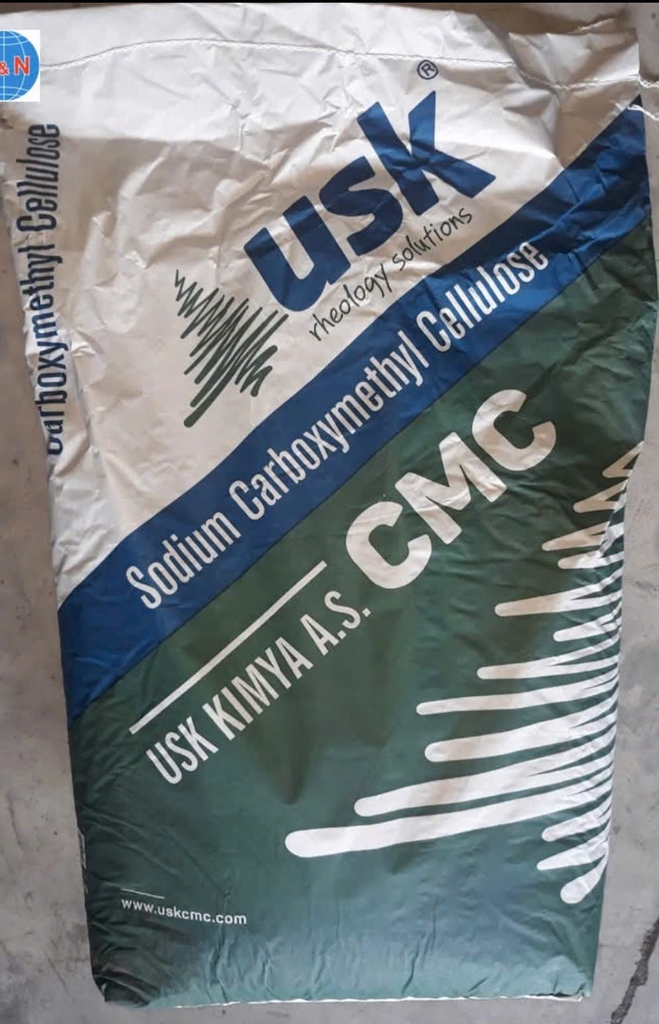 & N
Carboxymethyl Cellulose
usk®
rheology solutions
Sodium Carboxymethyl Cellulose
CMC
USK KIMYA A.S.
www.uskcmc.com